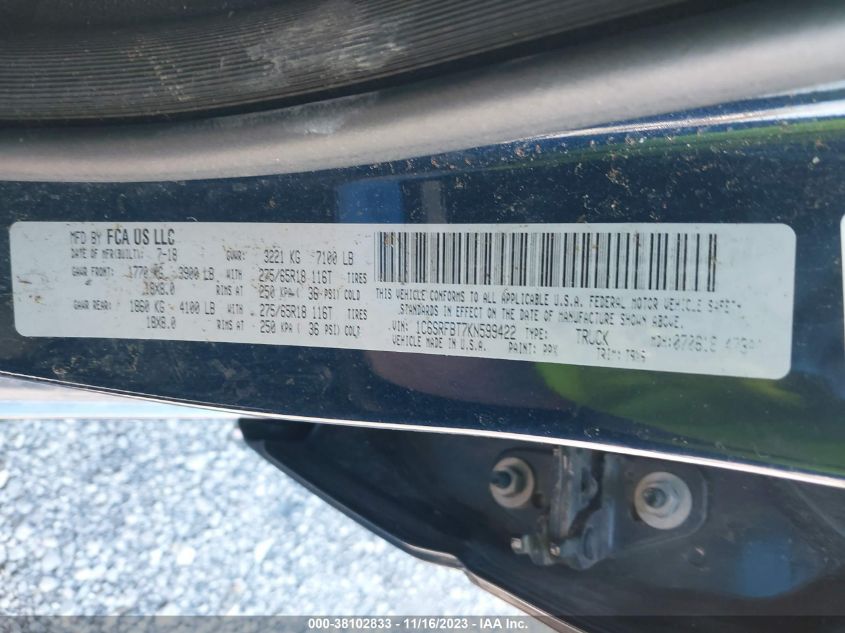 MFD BY FCA US LLC
DATE OF MFR(BUILT): 7-18 GVWR: 3221 KG 7100 LB
GAWR FRONT: 1770 KG 3900 LB WITH 275/65R18 116T TIRES
18X8.0 RIMS AT 250 KPA( 36 PSI) COLD
GAWR REAR: 1860 KG 4100 LB WITH 275/65R18 116T TIRES
18X8.0 RIMS AT 250 KPA( 36 PSI) COLD
THIS VEHICLE CONFORMS TO ALL APPLICABLE U.S.A. FEDERAL MOTOR VEHICLE SAFETY
STANDARDS IN EFFECT ON THE DATE OF MANUFACTURE SHOWN ABOVE.
VIN: 1C6SRFBT7KN599422 TYPE: TRUCK MDH:
VEHICLE MADE IN U.S.A. PAINT: TRIM:
000-38102833 - 11/16/2023 - IAA Inc.